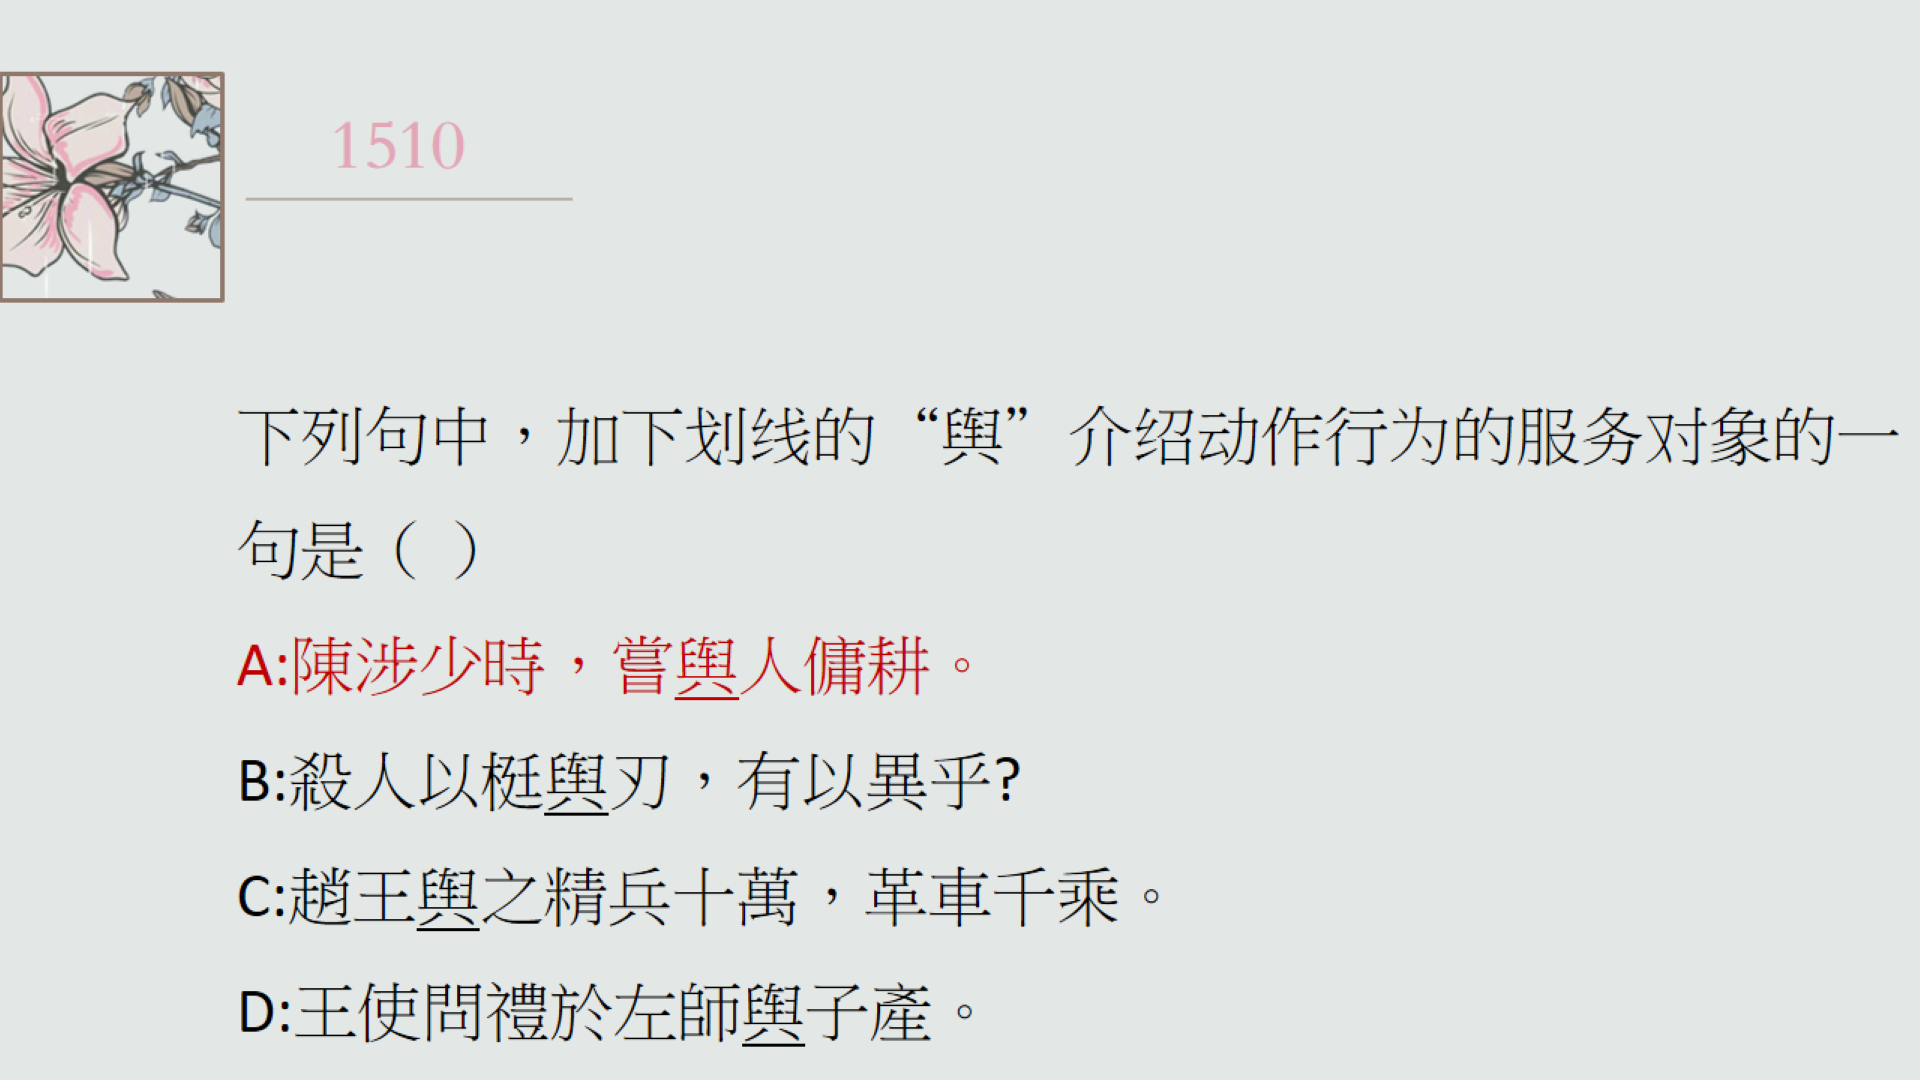 1510
下列句中，加下划线的“與”介绍动作行为的服务对象的一
句是（ ）
A:陳涉少時，嘗與人傭耕。
B:殺人以梃與刃，有以異乎?
C:趙王與之精兵十萬，革車千乘。
D:王使問禮於左師與子產。